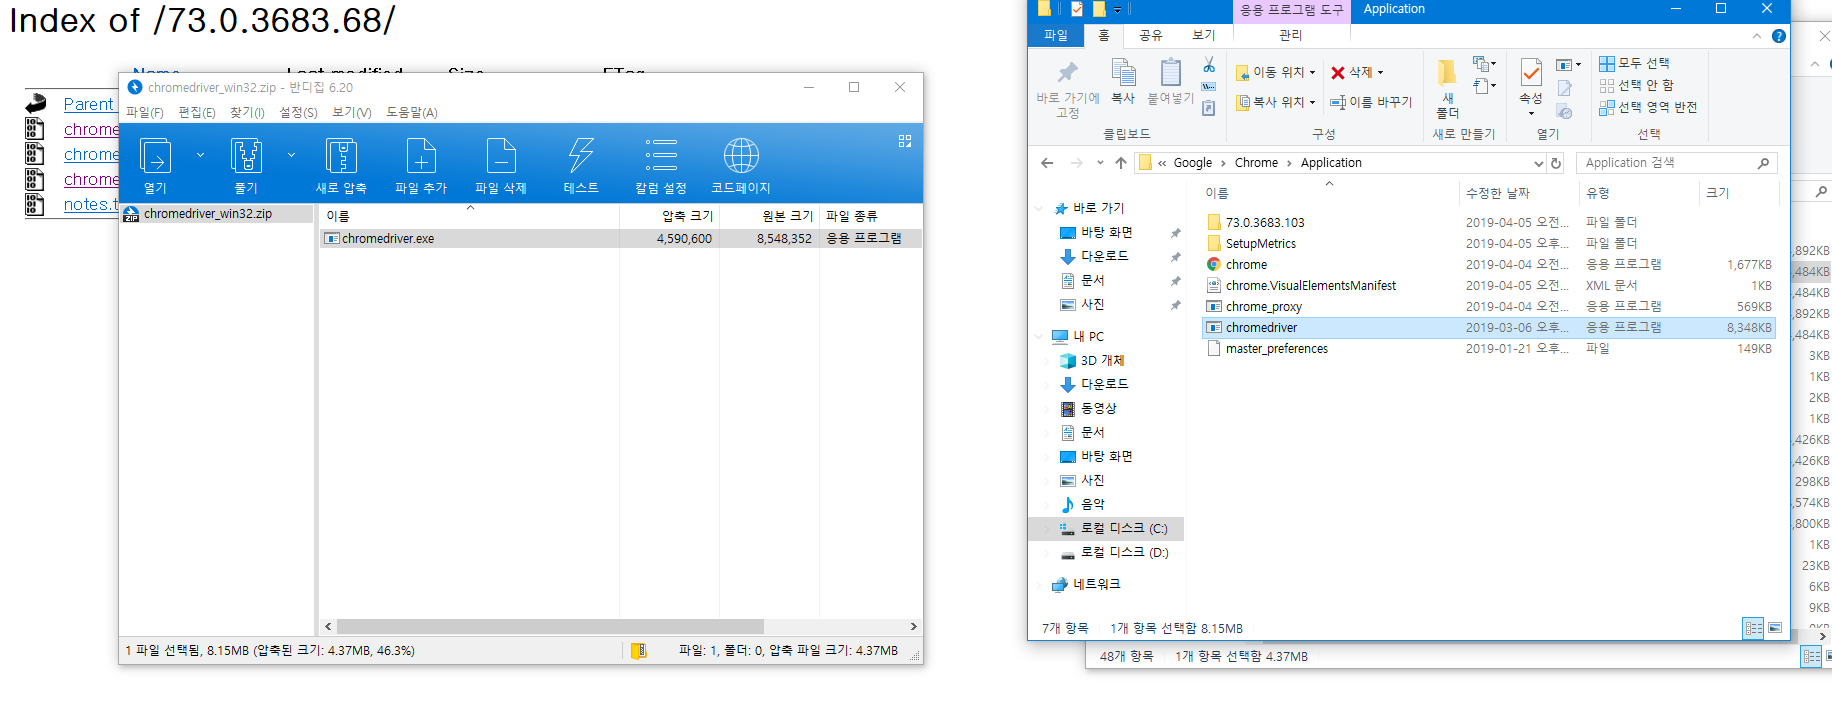 Index of /73.0.3683.68/
Name Last modified Size ETag
Parent
chrome
chrome
chrome
notes.t
chromedriver_win32.zip - 반디집 6.20
파일(F) 편집(E) 찾기(I) 설정(S) 보기(V) 도움말(A)
열기 풀기 새로 압축 파일 추가 파일 삭제 테스트 칼럼 설정 코드페이지
ZIP chromedriver_win32.zip
이름 압축 크기 원본 크기 파일 종류
chromedriver.exe 4,590,600 8,548,352 응용 프로그램
1 파일 선택됨, 8.15MB (압축된 크기: 4.37MB, 46.3%) 파일: 1, 폴더: 0, 압축 파일 크기: 4.37MB
응용 프로그램 도구 Application
파일 홈 공유 보기 관리
바로 가기에 고정 복사 붙여넣기
이동 위치 삭제
복사 위치 이름 바꾸기
새 폴더
속성
모두 선택
선택 안 함
선택 영역 반전
클립보드 구성 새로 만들기 열기 선택
« Google > Chrome > Application Application 검색
이름 수정한 날짜 유형 크기
73.0.3683.103 2019-04-05 오전... 파일 폴더
SetupMetrics 2019-04-05 오후... 파일 폴더
chrome 2019-04-04 오전... 응용 프로그램 1,677KB
chrome.VisualElementsManifest 2019-04-05 오전... XML 문서 1KB
chrome_proxy 2019-04-04 오전... 응용 프로그램 569KB
chromedriver 2019-03-06 오후... 응용 프로그램 8,348KB
master_preferences 2019-01-21 오후... 파일 149KB
바로 가기
바탕 화면
다운로드
문서
사진
내 PC
3D 개체
다운로드
동영상
문서
바탕 화면
사진
음악
로컬 디스크 (C:)
로컬 디스크 (D:)
네트워크
7개 항목 1개 항목 선택함 8.15MB
,892KB
,484KB
,484KB
,892KB
,484KB
3KB
1KB
2KB
1KB
,426KB
,426KB
298KB
,574KB
,800KB
1KB
23KB
6KB
9KB
48개 항목 1개 항목 선택함 4.37MB